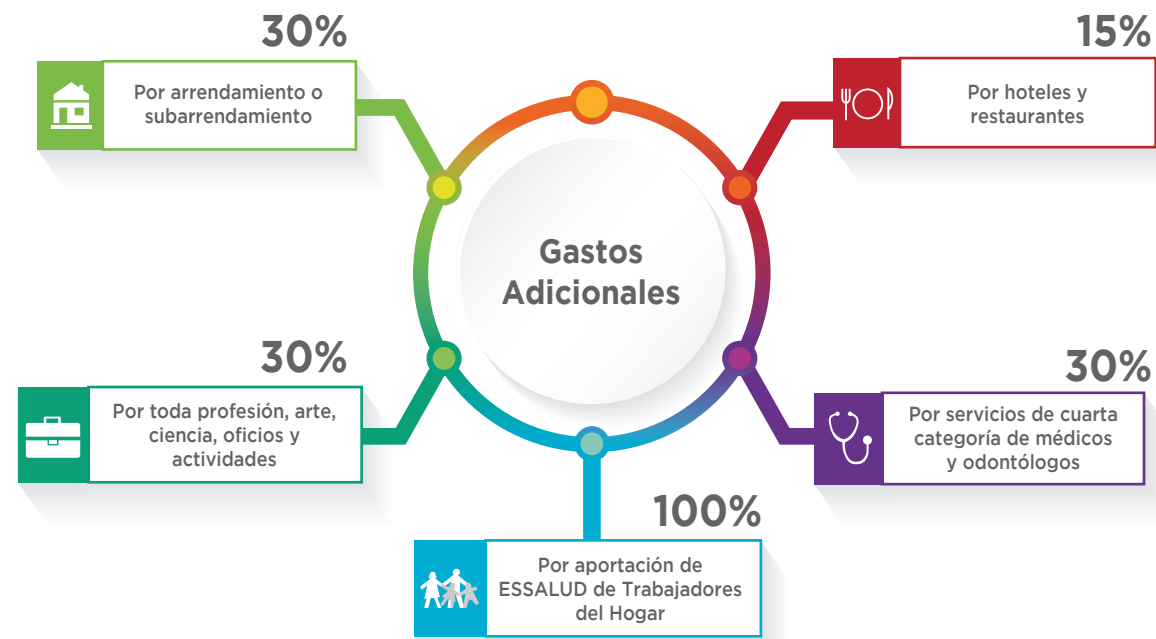 30%
Por arrendamiento o
subarrendamiento
15%
Por hoteles y
restaurantes
Gastos
Adicionales
30%
Por toda profesión, arte,
ciencia, oficios y
actividades
30%
Por servicios de cuarta
categoría de médicos
y odontólogos
100%
Por aportación de
ESSALUD de Trabajadores
del Hogar